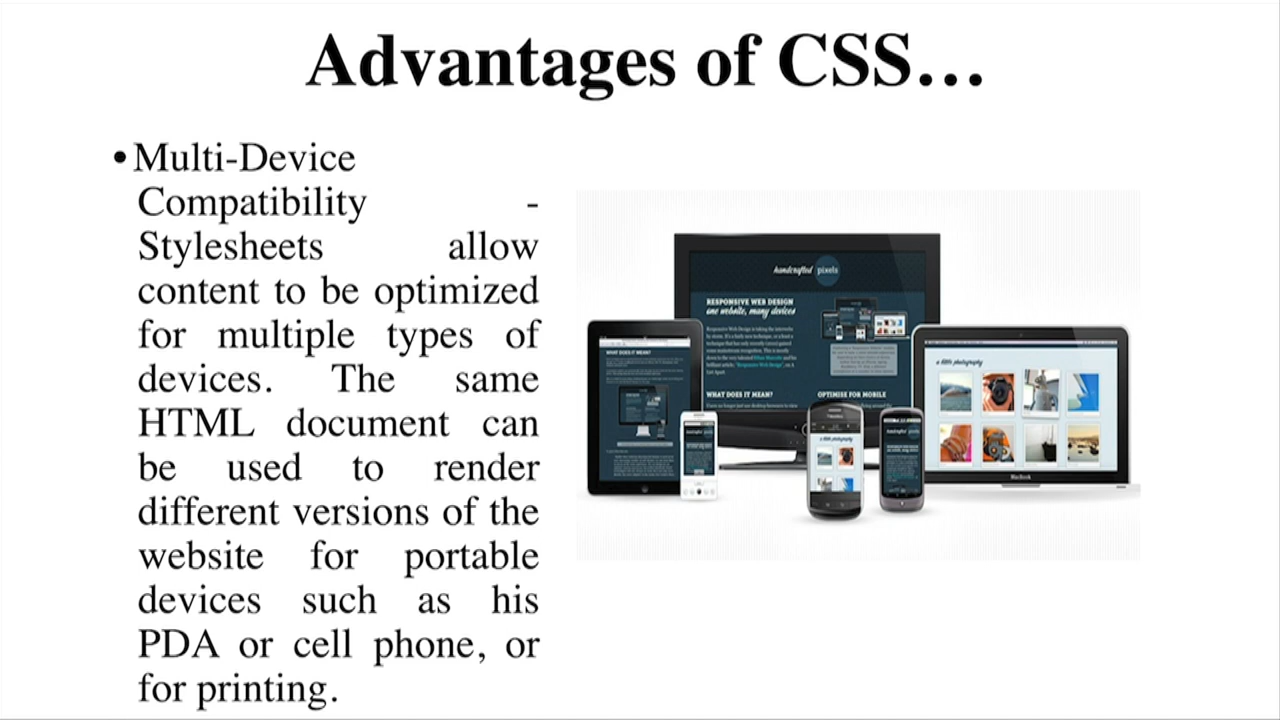 Advantages of CSS...
•Multi-Device
Compatibility -
Stylesheets allow
content to be optimized
for multiple types of
devices. The same
HTML document can
be used to render
different versions of the
website for portable
devices such as his
PDA or cell phone, or
for printing.
handcrafted pixels
RESPONSIVE WEB DESIGN
one website, many devices
WHAT DOES IT MEAN?
OPTIMISE FOR MOBILE
WHAT DOES IT MEAN?
MacBook